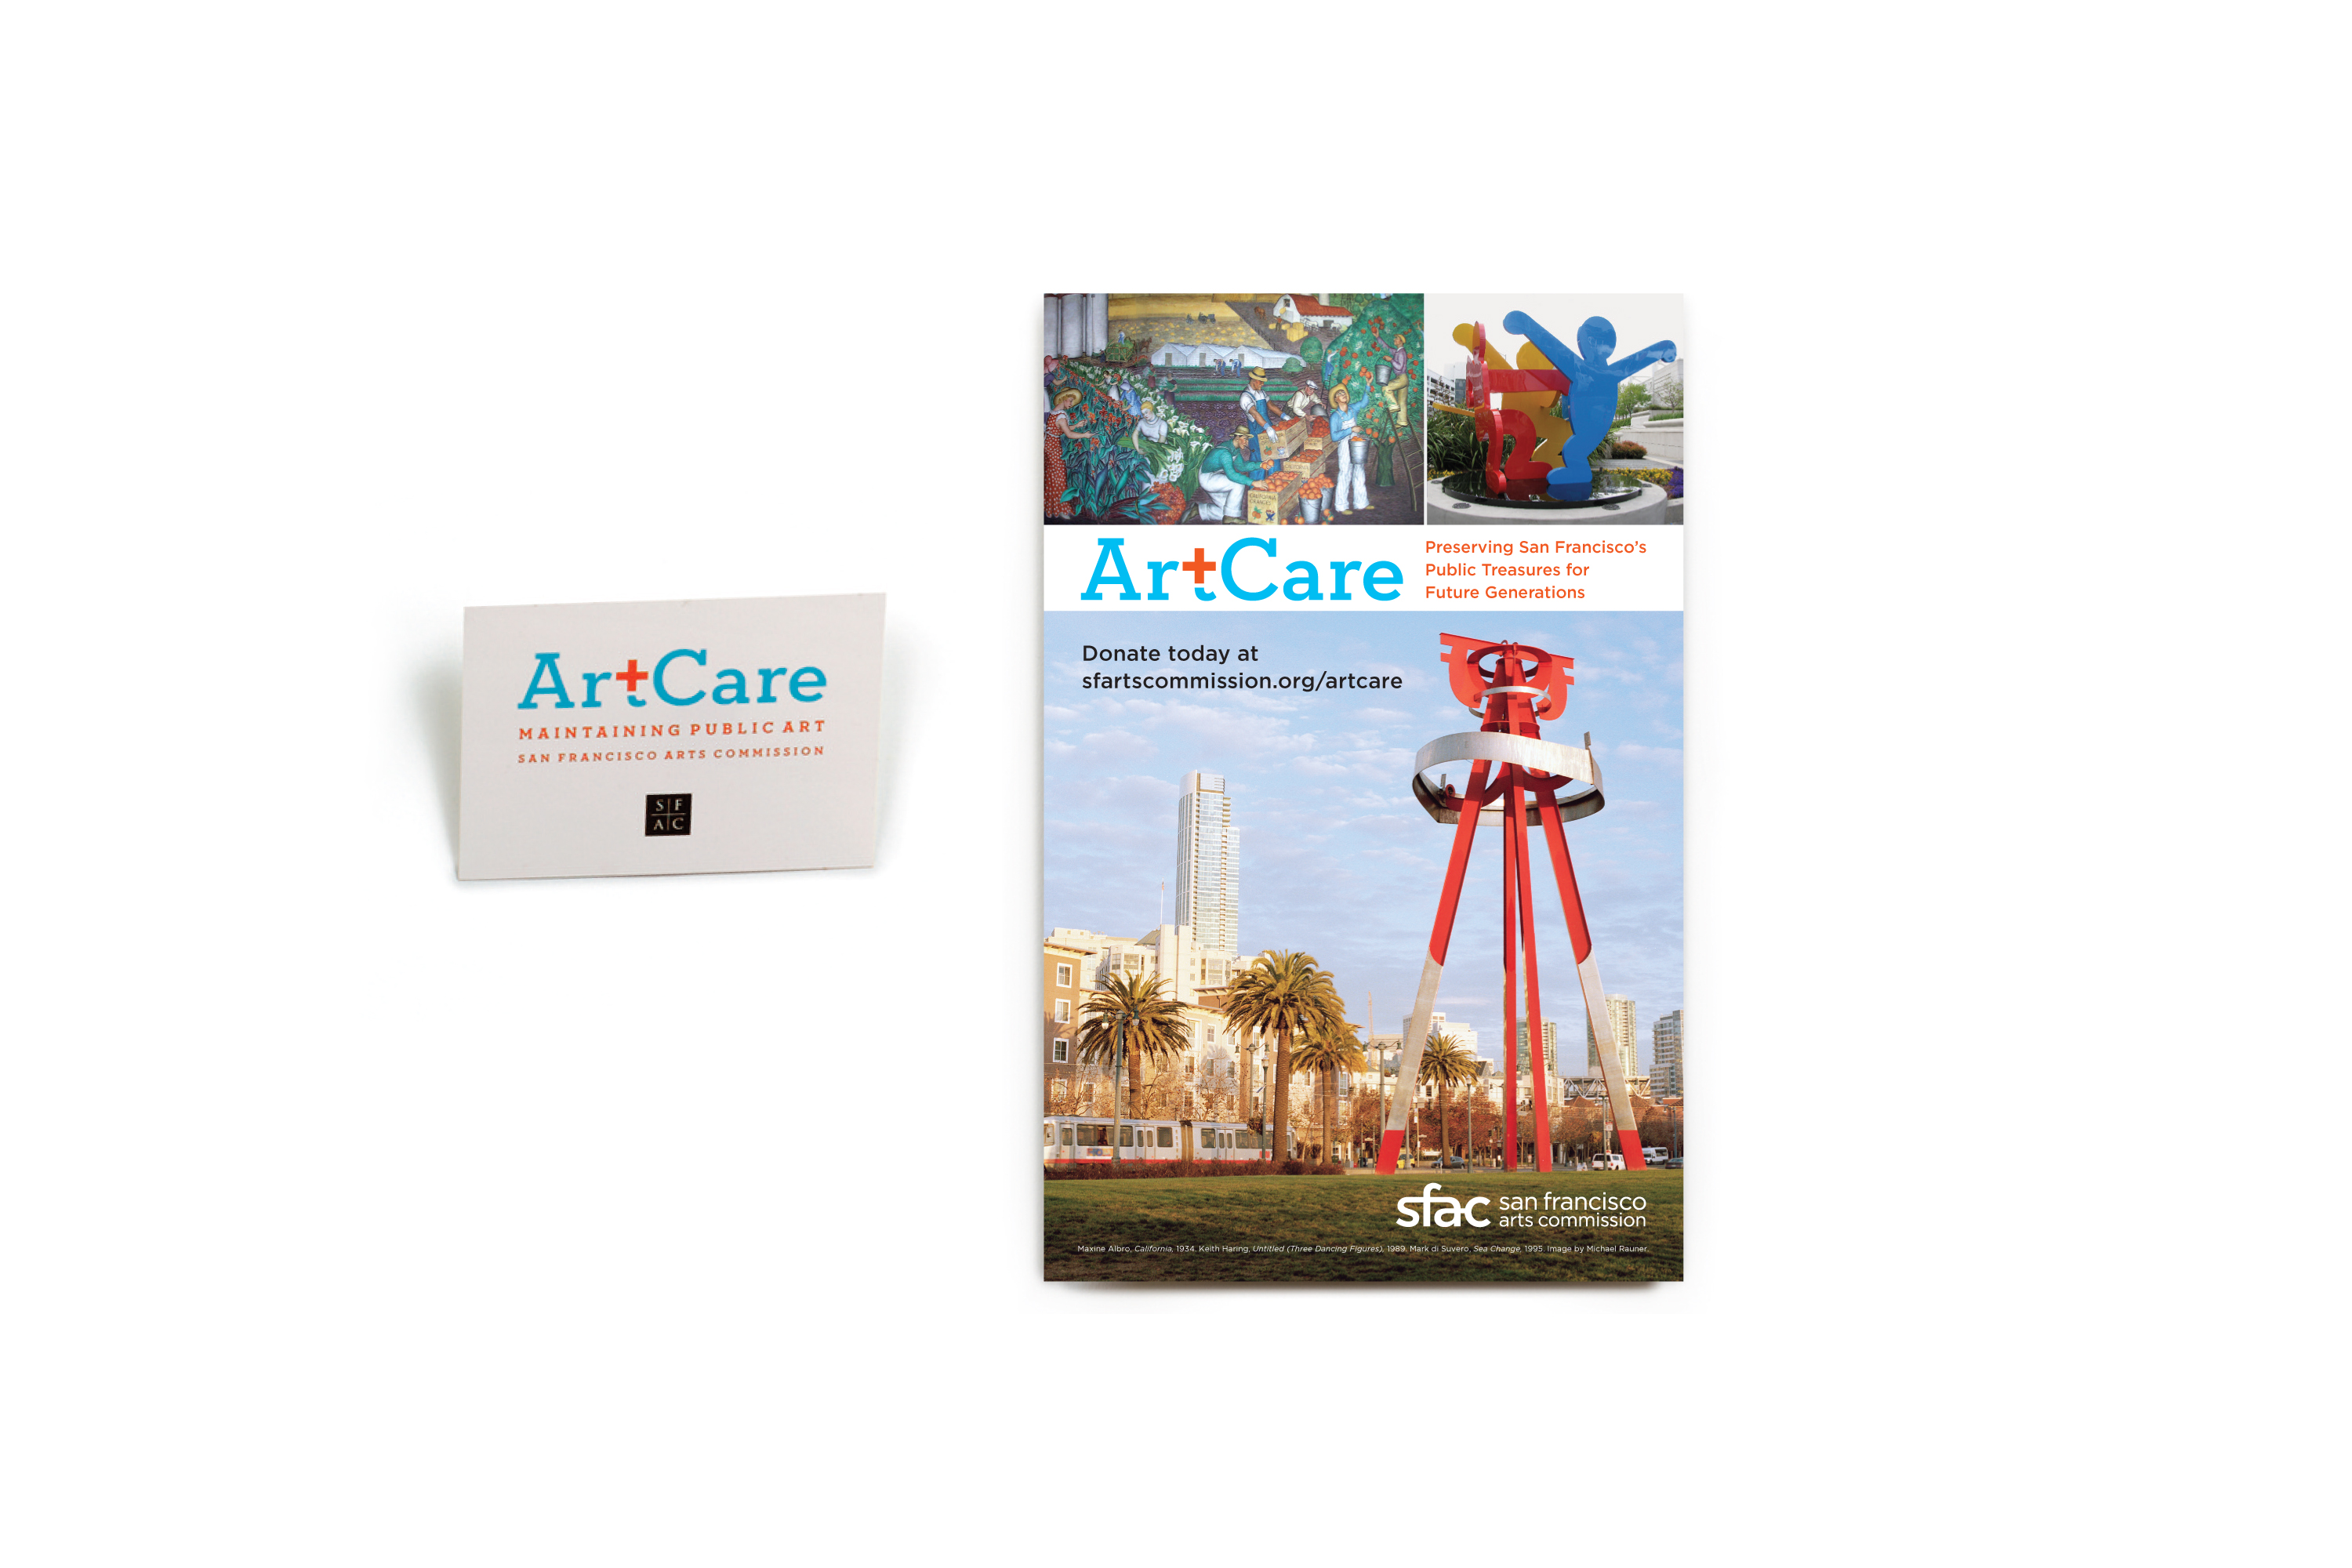 ArtCare
MAINTAINING PUBLIC ART
SAN FRANCISCO ARTS COMMISSION
S F
A C
ArtCare
Preserving San Francisco's
Public Treasures for
Future Generations
Donate today at
sfartscommission.org/artcare
sfac san francisco
arts commission
Maxine Albro, California, 1934. Keith Haring, Untitled (Three Dancing Figures), 1989. Mark di Suvero, Sea Change, 1995. Image by Michael Rauner.